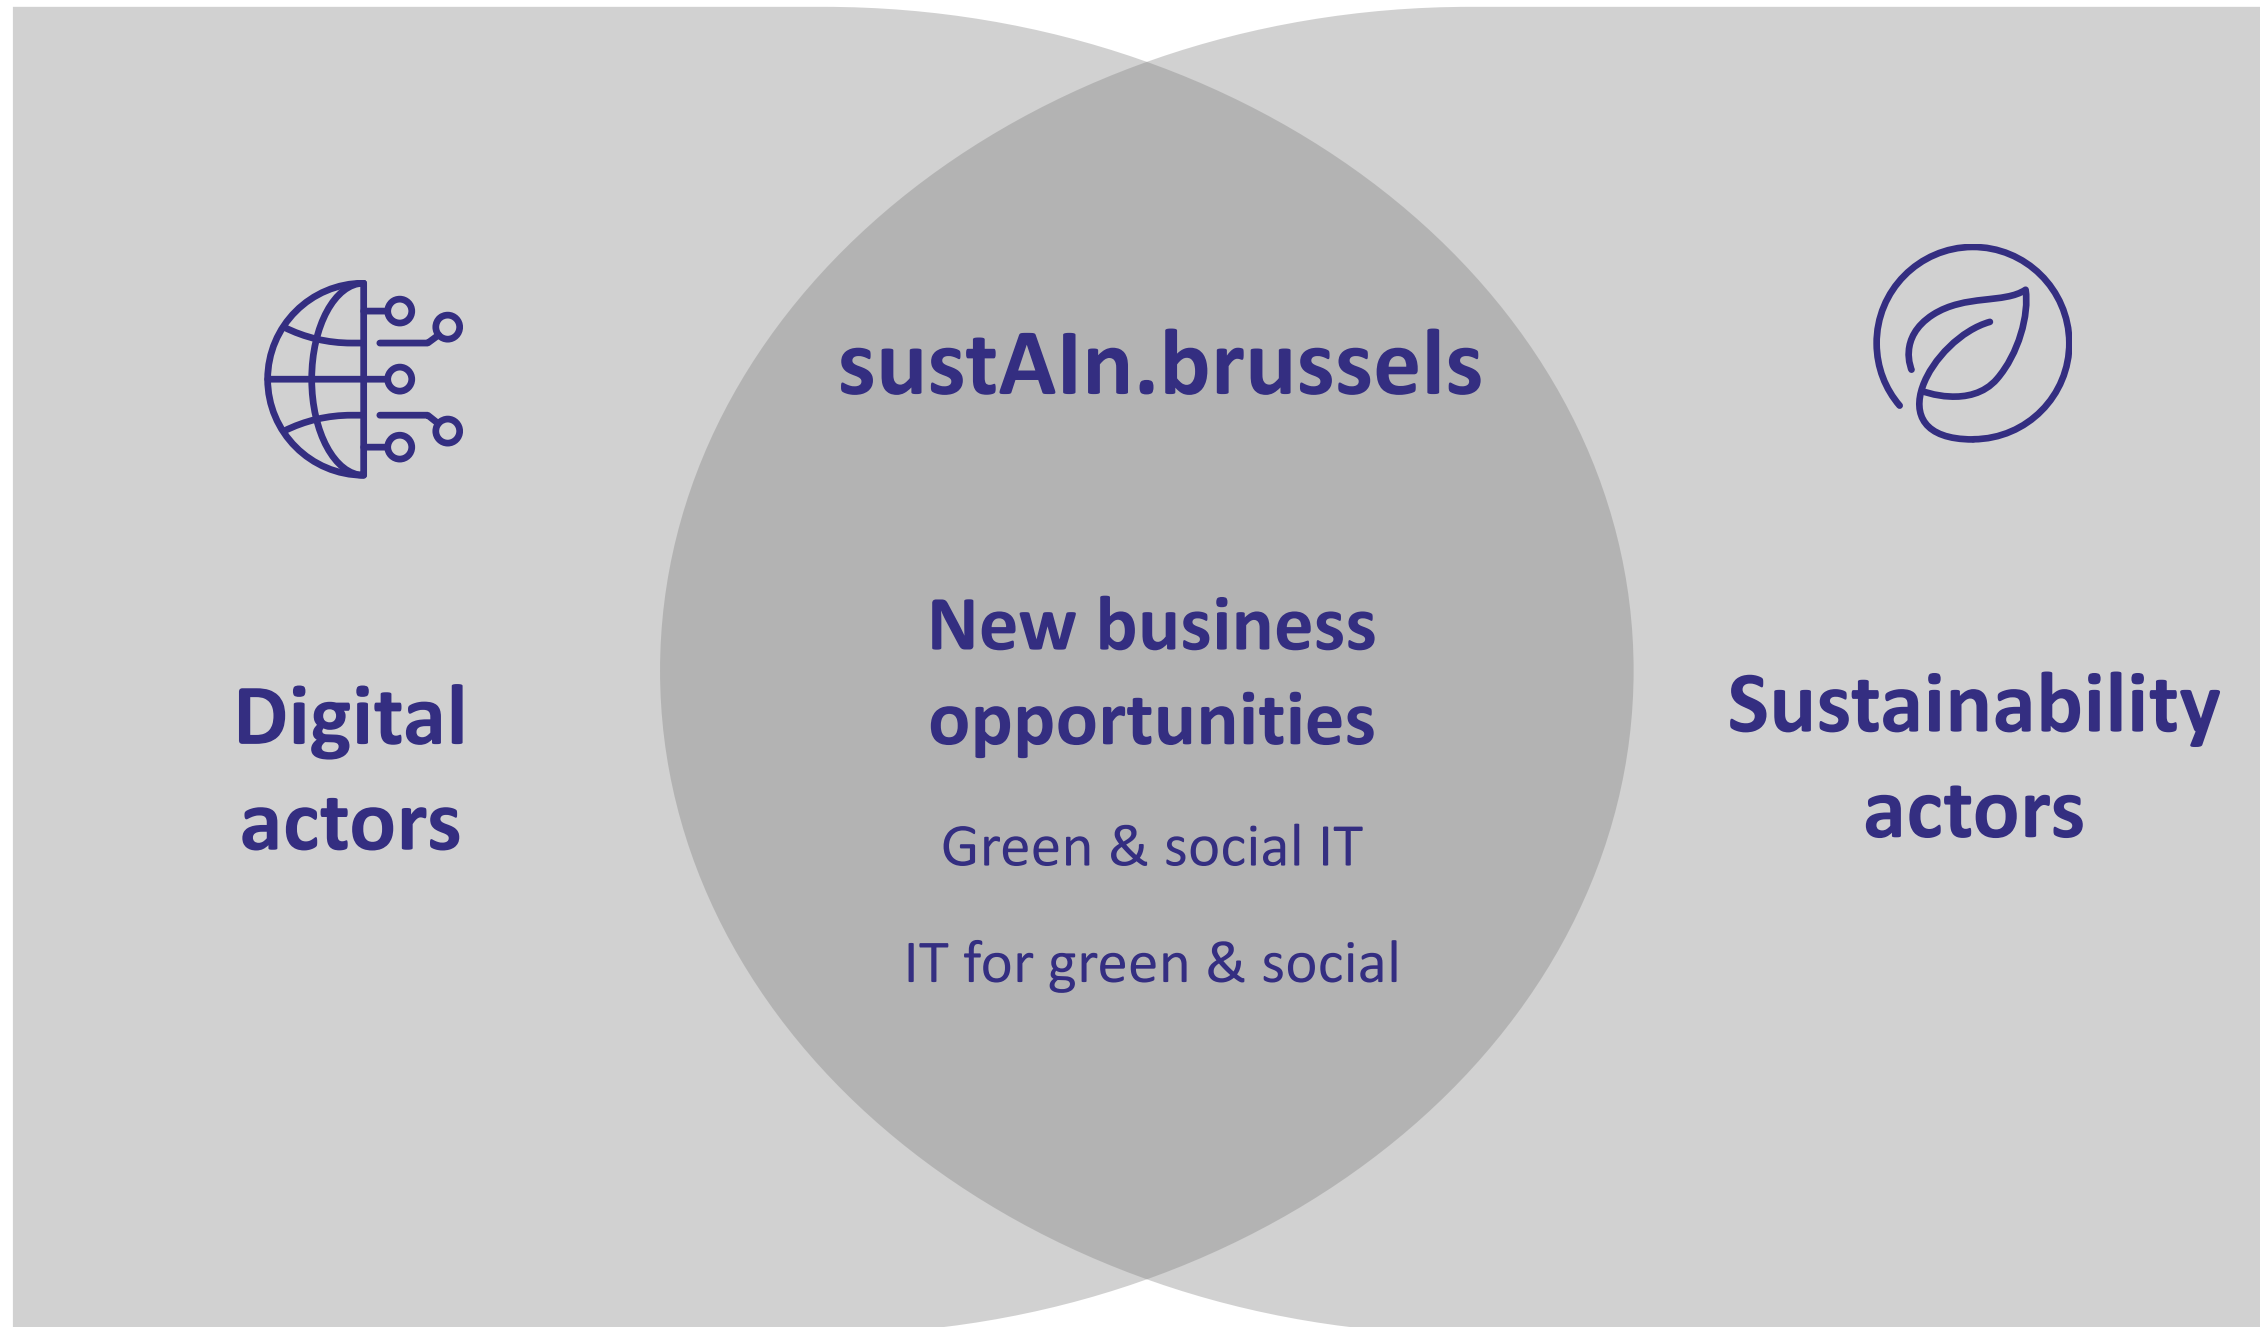 sustAIn.brussels
Digital
actors
New business
opportunities
Green & social IT
IT for green & social
Sustainability
actors